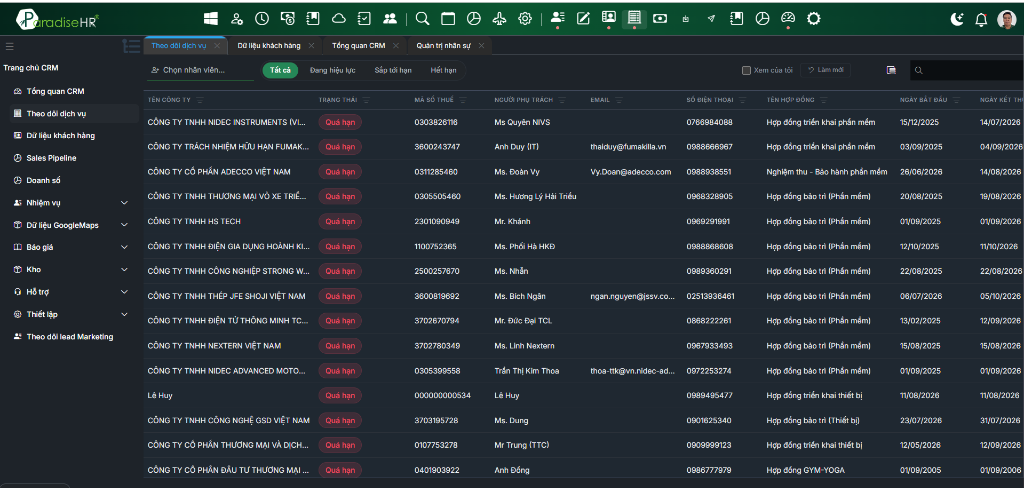 ParadiseHR
Theo dõi dịch vụ
Dữ liệu khách hàng
Tổng quan CRM
Quản trị nhân sự
Trang chủ CRM
Tổng quan CRM
Theo dõi dịch vụ
Dữ liệu khách hàng
Sales Pipeline
Doanh số
Nhiệm vụ
Dữ liệu GoogleMaps
Báo giá
Kho
Hỗ trợ
Thiết lập
Theo dõi lead Marketing
Chọn nhân viên...
Tất cả
Đang hiệu lực
Sắp tới hạn
Hết hạn
Xem của tôi
Làm mới
TÊN CÔNG TY TRẠNG THÁI MÃ SỐ THUẾ NGƯỜI PHỤ TRÁCH EMAIL SỐ ĐIỆN THOẠI TÊN HỢP ĐỒNG NGÀY BẮT ĐẦU NGÀY KẾT TH
CÔNG TY TNHH NIDEC INSTRUMENTS (VI... Quá hạn 0303826116 Ms Quyên NIVS 0766984088 Hợp đồng triển khai phần mềm 15/12/2025 14/07/2026
CÔNG TY TRÁCH NHIỆM HỮU HẠN FUMAK... Quá hạn 3600243747 Anh Duy (IT) thaiduy@fumakilla.vn 0988666967 Hợp đồng triển khai phần mềm 03/09/2025 04/09/2026
CÔNG TY CỔ PHẦN ADECCO VIỆT NAM Quá hạn 0311285460 Ms. Đoàn Vy Vy.Doan@adecco.com 0988938551 Nghiệm thu - Bảo hành phần mềm 26/06/2026 14/08/2026
CÔNG TY TNHH THƯƠNG MẠI VỎ XE TRIỀ... Quá hạn 0305505460 Ms. Hương Lý Hải Triều 0968328905 Hợp đồng bảo trì (Phần mềm) 20/08/2025 19/08/2026
CÔNG TY TNHH HS TECH Quá hạn 2301090949 Mr. Khánh 0969291991 Hợp đồng bảo trì (Phần mềm) 01/09/2025 01/09/2026
CÔNG TY TNHH ĐIỆN GIA DỤNG HOÀNH KI... Quá hạn 1100752365 Ms. Phối Hà HKĐ 0988868608 Hợp đồng bảo trì (Phần mềm) 12/10/2025 11/10/2026
CÔNG TY TNHH CÔNG NGHIỆP STRONG W... Quá hạn 2500257670 Ms. Nhẫn 0989360291 Hợp đồng bảo trì (Phần mềm) 22/08/2025 22/08/2026
CÔNG TY TNHH THÉP JFE SHOJI VIỆT NAM Quá hạn 3600819692 Ms. Bích Ngân ngan.nguyen@jssv.co... 02513936461 Hợp đồng bảo trì (Phần mềm) 06/07/2026 05/10/2026
CÔNG TY TNHH ĐIỆN TỬ THÔNG MINH TC... Quá hạn 3702670794 Mr. Đức Đại TCL 0868222261 Hợp đồng bảo trì (Phần mềm) 13/02/2025 12/09/2026
CÔNG TY TNHH NEXTERN VIỆT NAM Quá hạn 3702780349 Ms. Linh Nextern 0967933493 Hợp đồng bảo trì (Phần mềm) 15/08/2025 15/08/2026
CÔNG TY TNHH NIDEC ADVANCED MOTO... Quá hạn 0305399558 Trần Thị Kim Thoa thoa-ttk@vn.nidec-ad... 0972253274 Hợp đồng bảo trì (Phần mềm) 01/09/2025 01/09/2026
Lê Huy Quá hạn 000000000534 Lê Huy 0989495477 Hợp đồng triển khai thiết bị 11/08/2026 11/08/2026
CÔNG TY TNHH CÔNG NGHỆ GSD VIỆT NAM Quá hạn 3703195728 Ms. Dung 0901625340 Hợp đồng bảo trì (Thiết bị) 23/07/2026 31/07/2026
CÔNG TY CỔ PHẦN THƯƠNG MẠI VÀ DỊCH... Quá hạn 0107753278 Mr Trung (TTC) 0909999123 Hợp đồng triển khai thiết bị 12/05/2026 12/09/2026
CÔNG TY CỔ PHẦN ĐẦU TƯ THƯƠNG MẠI ... Quá hạn 0401903922 Anh Đồng 0986777979 Hợp đồng GYM-YOGA 01/09/2005 01/09/2006